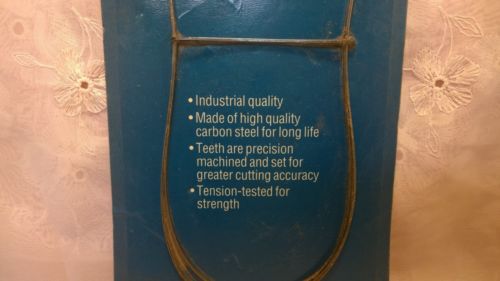 • Industrial quality
• Made of high quality
carbon steel for long life
• Teeth are precision
machined and set for
greater cutting accuracy
• Tension-tested for
strength